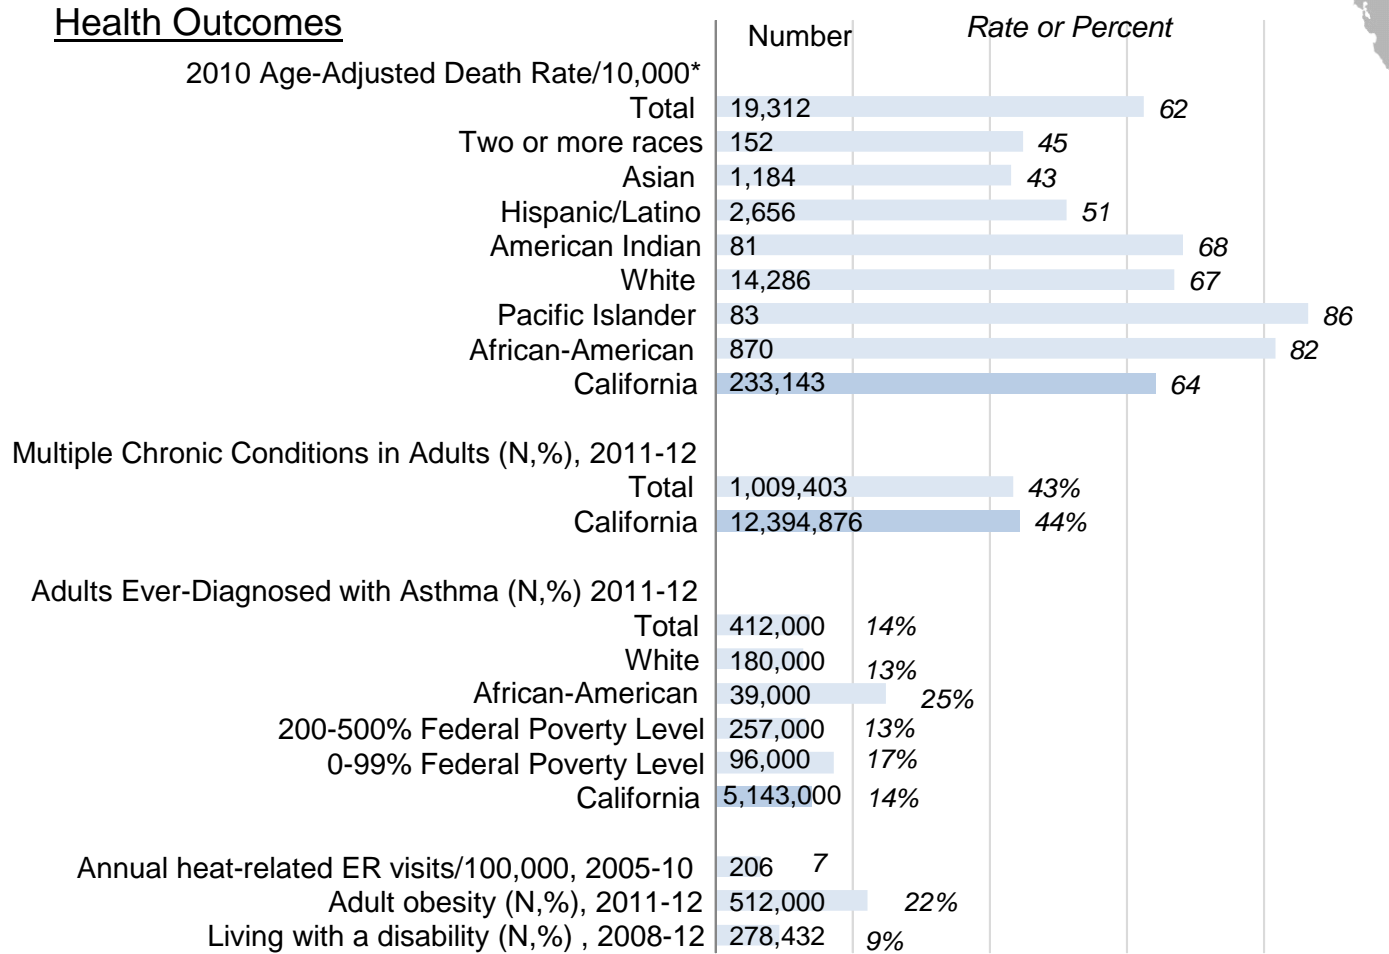 Health Outcomes
Number Rate or Percent
2010 Age-Adjusted Death Rate/10,000*
Total 19,312 62
Two or more races 152 45
Asian 1,184 43
Hispanic/Latino 2,656 51
American Indian 81 68
White 14,286 67
Pacific Islander 83 86
African-American 870 82
California 233,143 64
Multiple Chronic Conditions in Adults (N,%), 2011-12
Total 1,009,403 43%
California 12,394,876 44%
Adults Ever-Diagnosed with Asthma (N,%) 2011-12
Total 412,000 14%
White 180,000 13%
African-American 39,000 25%
200-500% Federal Poverty Level 257,000 13%
0-99% Federal Poverty Level 96,000 17%
California 5,143,000 14%
Annual heat-related ER visits/100,000, 2005-10 206 7
Adult obesity (N,%), 2011-12 512,000 22%
Living with a disability (N,%) , 2008-12 278,432 9%